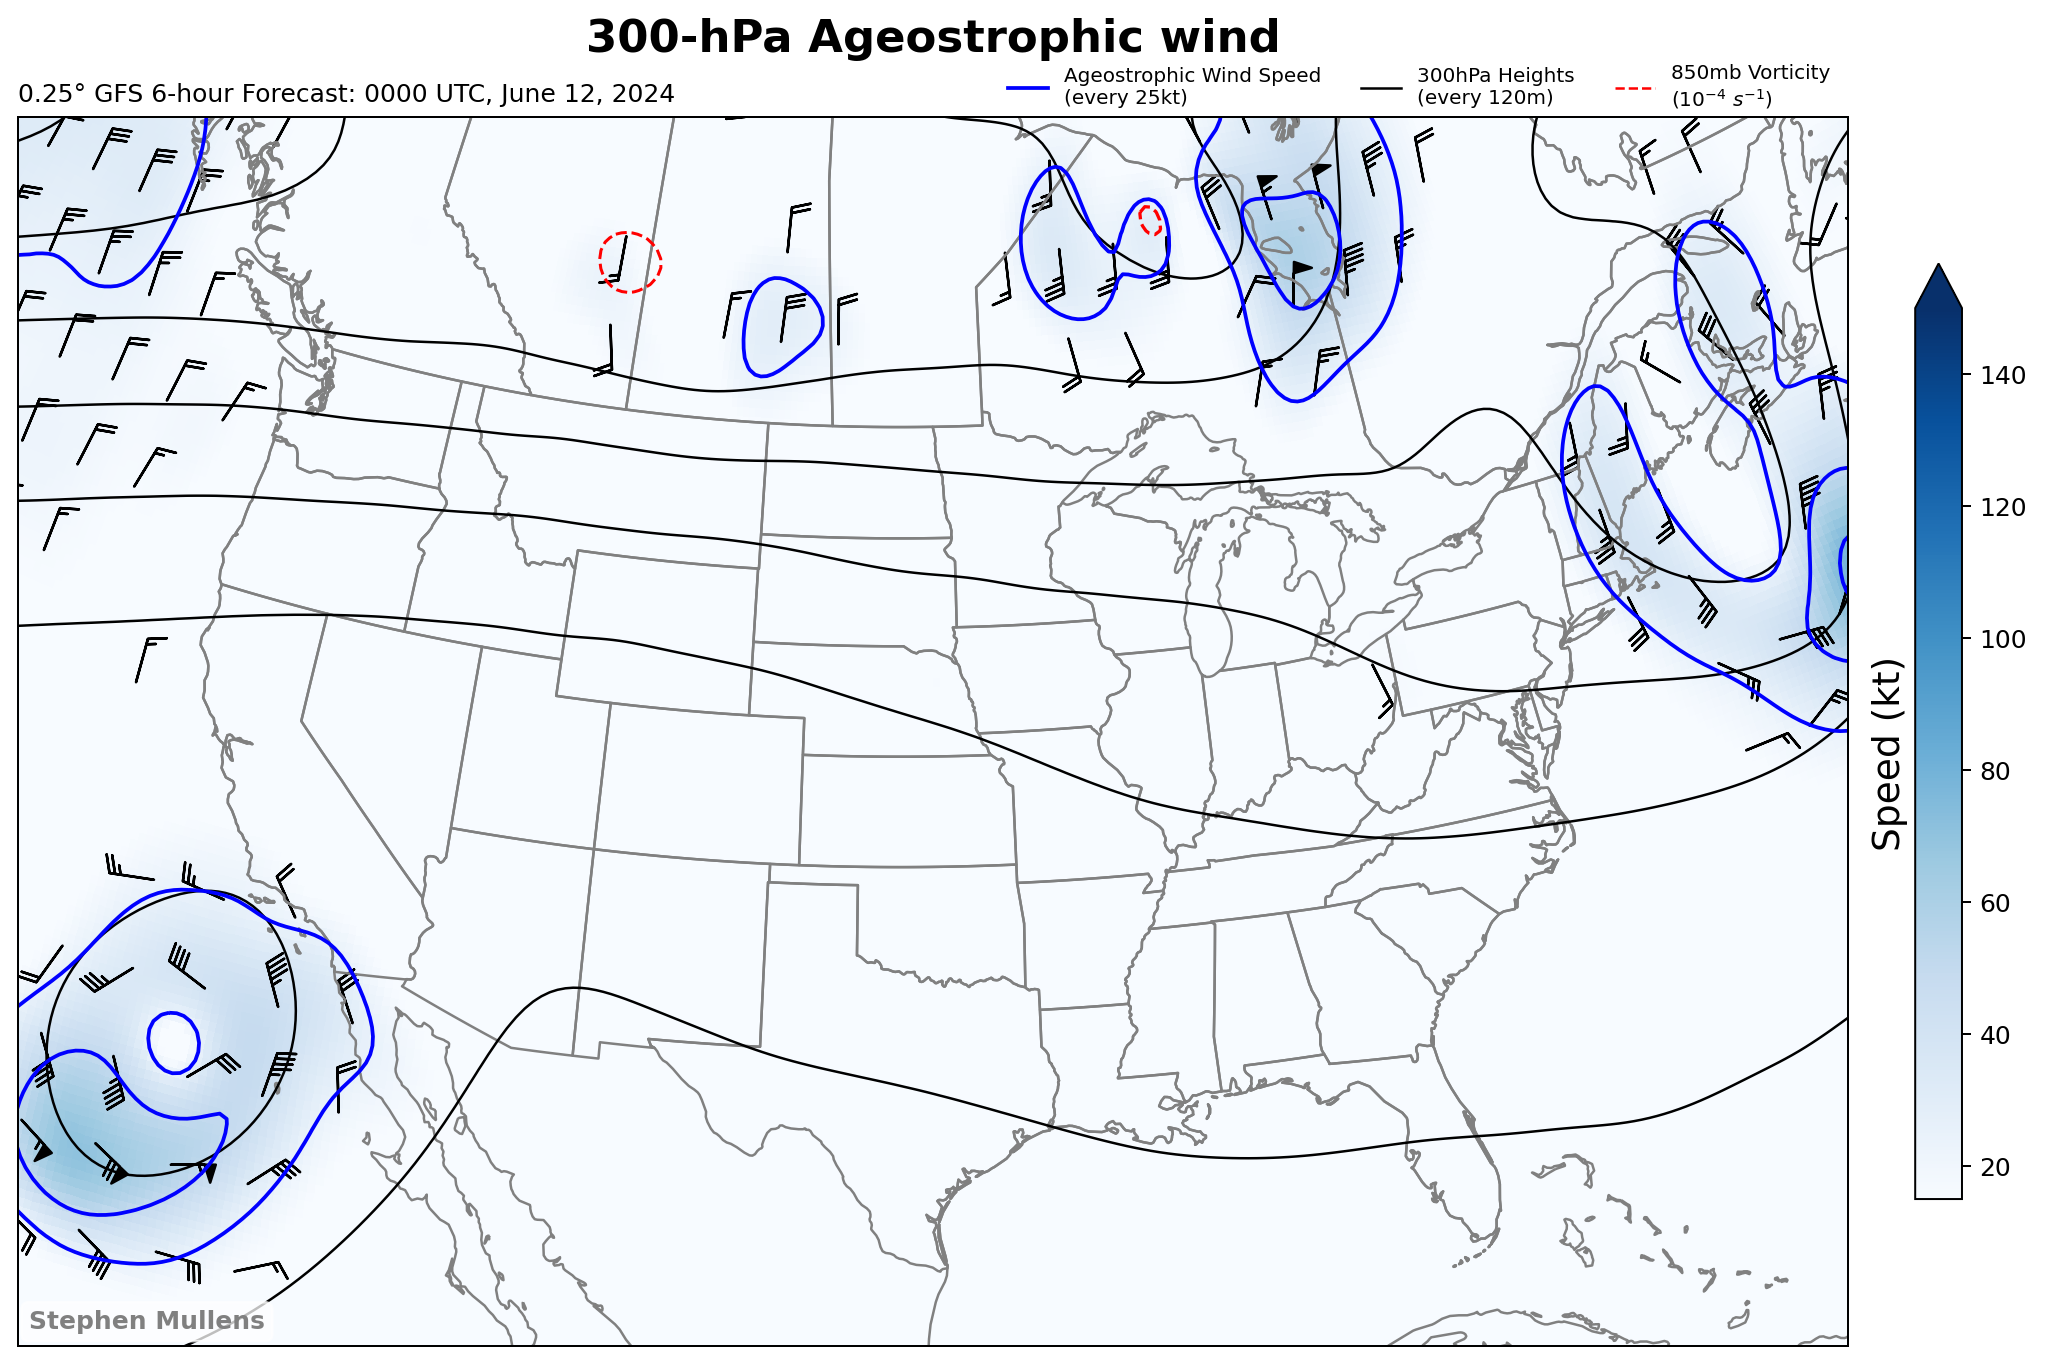 300-hPa Ageostrophic wind
0.25° GFS 6-hour Forecast: 0000 UTC, June 12, 2024
Ageostrophic Wind Speed
(every 25kt)
300hPa Heights
(every 120m)
850mb Vorticity
(10⁻⁴ s⁻¹)
140
120
100
80
60
40
20
Speed (kt)
Stephen Mullens